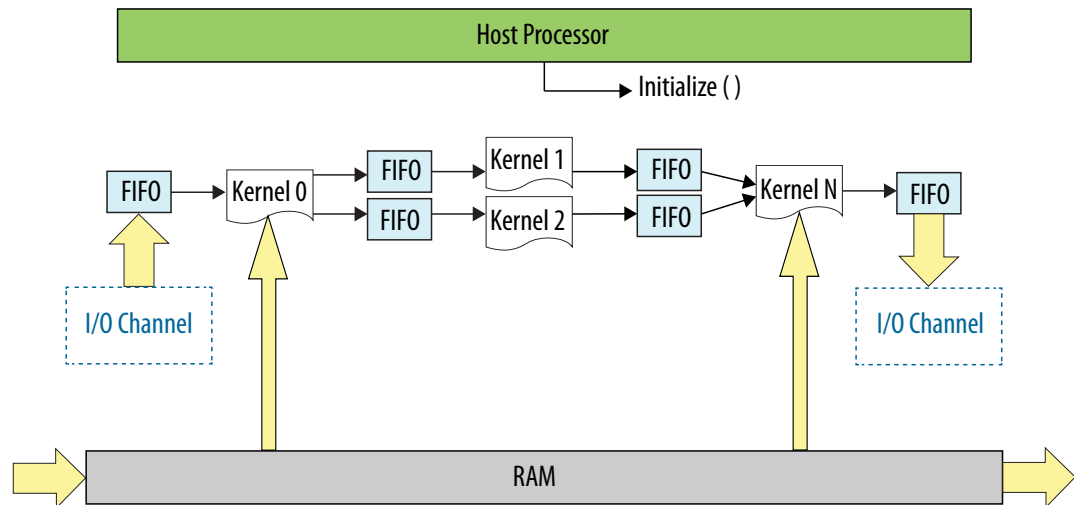 Host Processor
Initialize ( )
FIFO
Kernel 0
FIFO
FIFO
Kernel 1
Kernel 2
FIFO
FIFO
Kernel N
FIFO
I/O Channel
I/O Channel
RAM